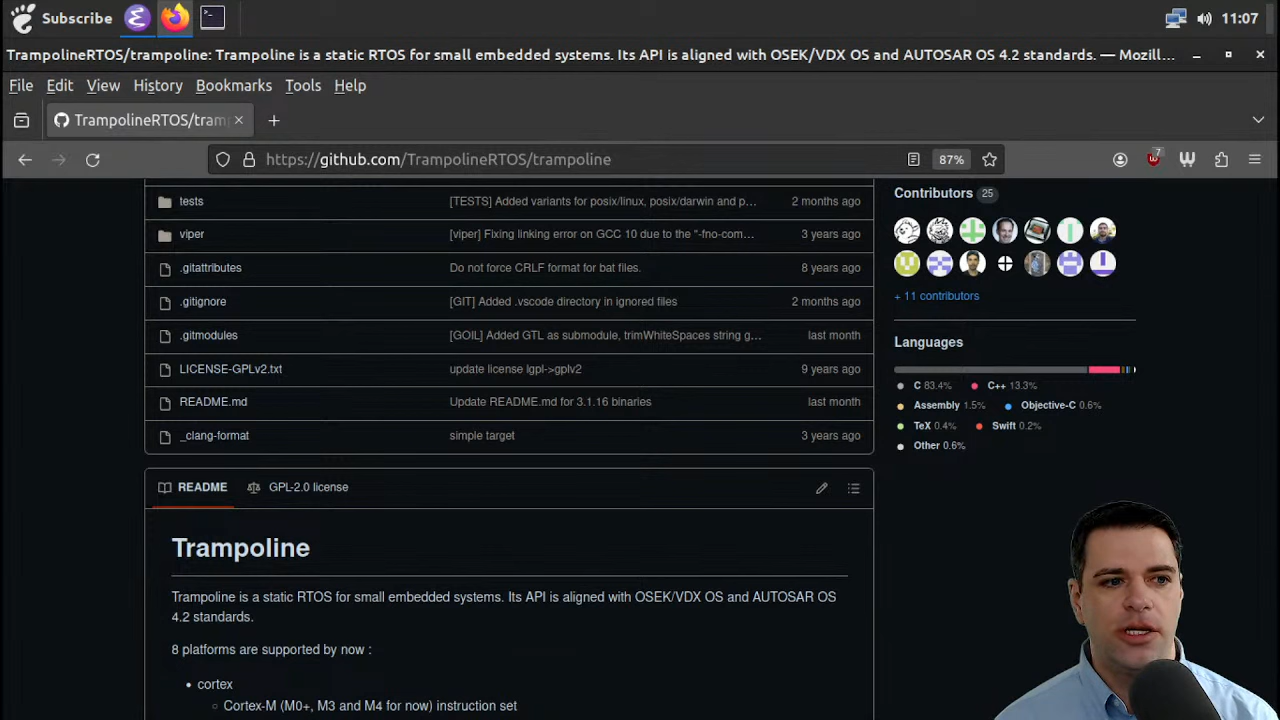 Subscribe
11:07
TrampolineRTOS/trampoline: Trampoline is a static RTOS for small embedded systems. Its API is aligned with OSEK/VDX OS and AUTOSAR OS 4.2 standards. — Mozill...
File Edit View History Bookmarks Tools Help
TrampolineRTOS/tram
https://github.com/TrampolineRTOS/trampoline
87%
7
tests [TESTS] Added variants for posix/linux, posix/darwin and p... 2 months ago
viper [viper] Fixing linking error on GCC 10 due to the "-fno-com... 3 years ago
.gitattributes Do not force CRLF format for bat files. 8 years ago
.gitignore [GIT] Added .vscode directory in ignored files 2 months ago
.gitmodules [GOIL] Added GTL as submodule, trimWhiteSpaces string g... last month
LICENSE-GPLv2.txt update license lgpl->gplv2 9 years ago
README.md Update README.md for 3.1.16 binaries last month
_clang-format simple target 3 years ago
README GPL-2.0 license
Trampoline
Trampoline is a static RTOS for small embedded systems. Its API is aligned with OSEK/VDX OS and AUTOSAR OS
4.2 standards.
8 platforms are supported by now :
cortex
Cortex-M (M0+, M3 and M4 for now) instruction set
Contributors 25
+ 11 contributors
Languages
C 83.4% C++ 13.3%
Assembly 1.5% Objective-C 0.6%
TeX 0.4% Swift 0.2%
Other 0.6%